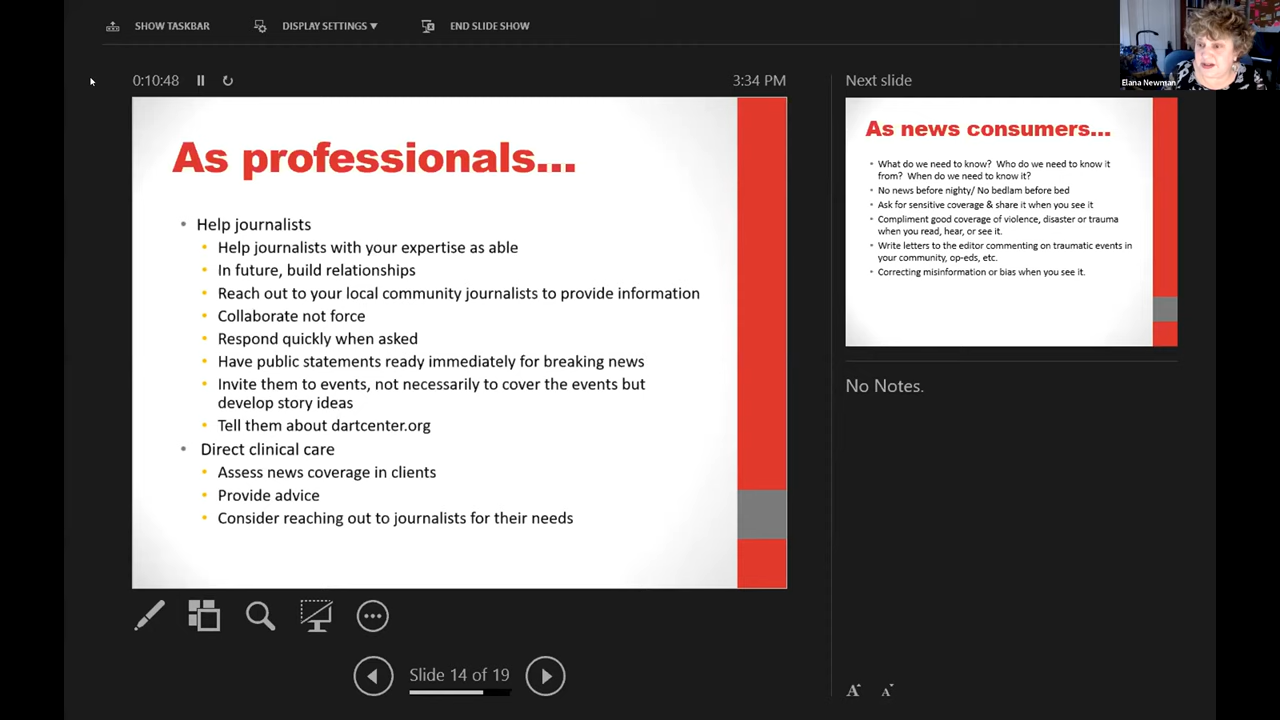 SHOW TASKBAR
DISPLAY SETTINGS ▼
END SLIDE SHOW
0:10:48
3:34 PM
As professionals...
• Help journalists
• Help journalists with your expertise as able
• In future, build relationships
• Reach out to your local community journalists to provide information
• Collaborate not force
• Respond quickly when asked
• Have public statements ready immediately for breaking news
• Invite them to events, not necessarily to cover the events but
develop story ideas
• Tell them about dartcenter.org
• Direct clinical care
• Assess news coverage in clients
• Provide advice
• Consider reaching out to journalists for their needs
Slide 14 of 19
Next slide
As news consumers...
• What do we need to know? Who do we need to know it
from? When do we need to know it?
• No news before nighty/ No bedlam before bed
• Ask for sensitive coverage & share it when you see it
• Compliment good coverage of violence, disaster or trauma
when you read, hear, or see it.
• Write letters to the editor commenting on traumatic events in
your community, op-eds, etc.
• Correcting misinformation or bias when you see it.
No Notes.
A A
Elana Newman